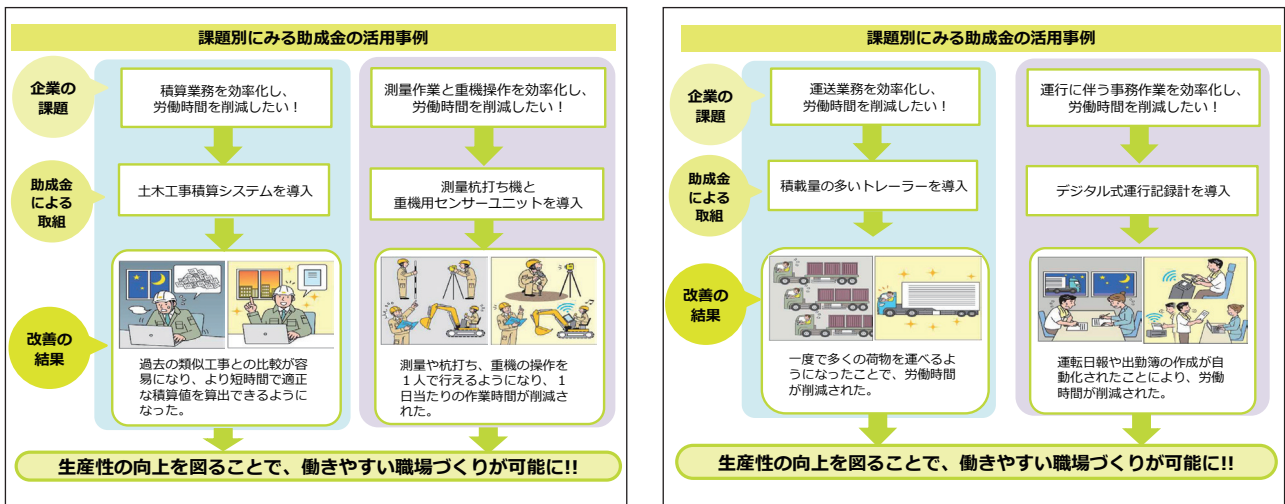 課題別にみる助成金の活用事例
企業の
課題
積算業務を効率化し、
労働時間を削減したい！
測量作業と重機操作を効率化し、
労働時間を削減したい！
助成金
による
取組
土木工事積算システムを導入
測量杭打ち機と
重機用センサーユニットを導入
改善の
結果
過去の類似工事との比較が容
易になり、より短時間で適正
な積算値を算出できるように
なった。
測量や杭打ち、重機の操作を
１人で行えるようになり、１
日当たりの作業時間が削減さ
れた。
生産性の向上を図ることで、働きやすい職場づくりが可能に!!
課題別にみる助成金の活用事例
企業の
課題
運送業務を効率化し、
労働時間を削減したい！
運行に伴う事務作業を効率化し、
労働時間を削減したい！
助成金
による
取組
積載量の多いトレーラーを導入
デジタル式運行記録計を導入
改善の
結果
一度で多くの荷物を運べるよ
うになったことで、労働時間
が削減された。
運転日報や出勤簿の作成が自
動化されたことにより、労働
時間が削減された。
生産性の向上を図ることで、働きやすい職場づくりが可能に!!